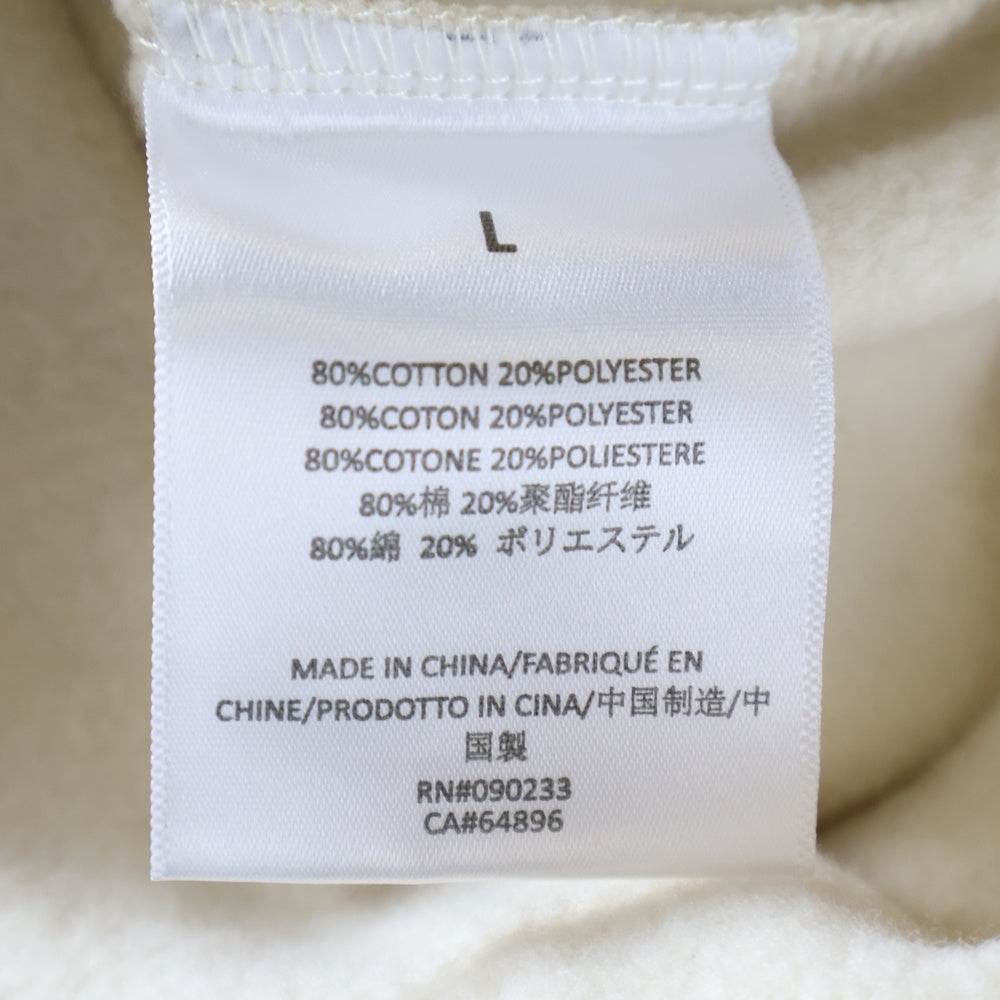 L
80%COTTON 20%POLYESTER
80%COTON 20%POLYESTER
80%COTONE 20%POLIESTERE
80%棉 20%聚酯纤维
80%綿 20% ポリエステル
MADE IN CHINA/FABRIQUÉ EN
CHINE/PRODOTTO IN CINA/中国制造/中
国製
RN#090233
CA#64896